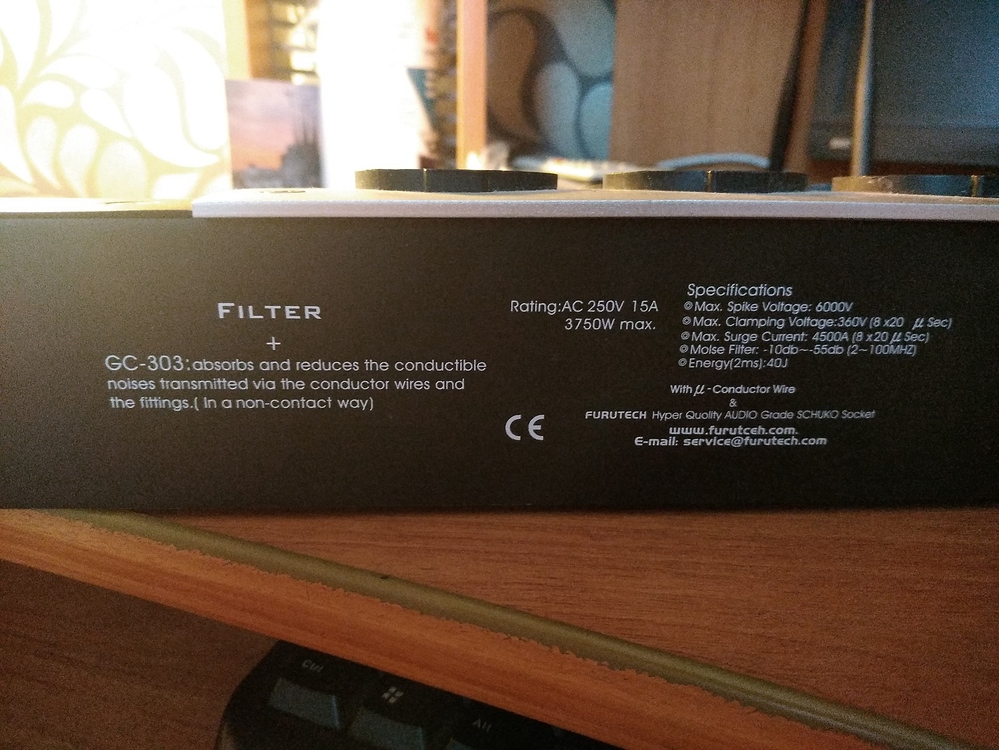 FILTER
+
GC-303:absorbs and reduces the conductible
noises transmitted via the conductor wires and
the fittings.( In a non-contact way)
CE
Rating:AC 250V 15A
3750W max.
Specifications
◎Max. Spike Voltage: 6000V
◎Max. Clamping Voltage:360V (8 x20 μ Sec)
◎Max. Surge Current: 4500A (8 x20 μ Sec)
◎Moise Filter: -10db~-55db (2~100MHZ)
◎Energy(2ms):40J
With μ-Conductor Wire
&
FURUTECH Hyper Quality AUDIO Grade SCHUKO Socket
www.furutceh.com.
E-mail: service@furutech.com
Ctrl
Alt